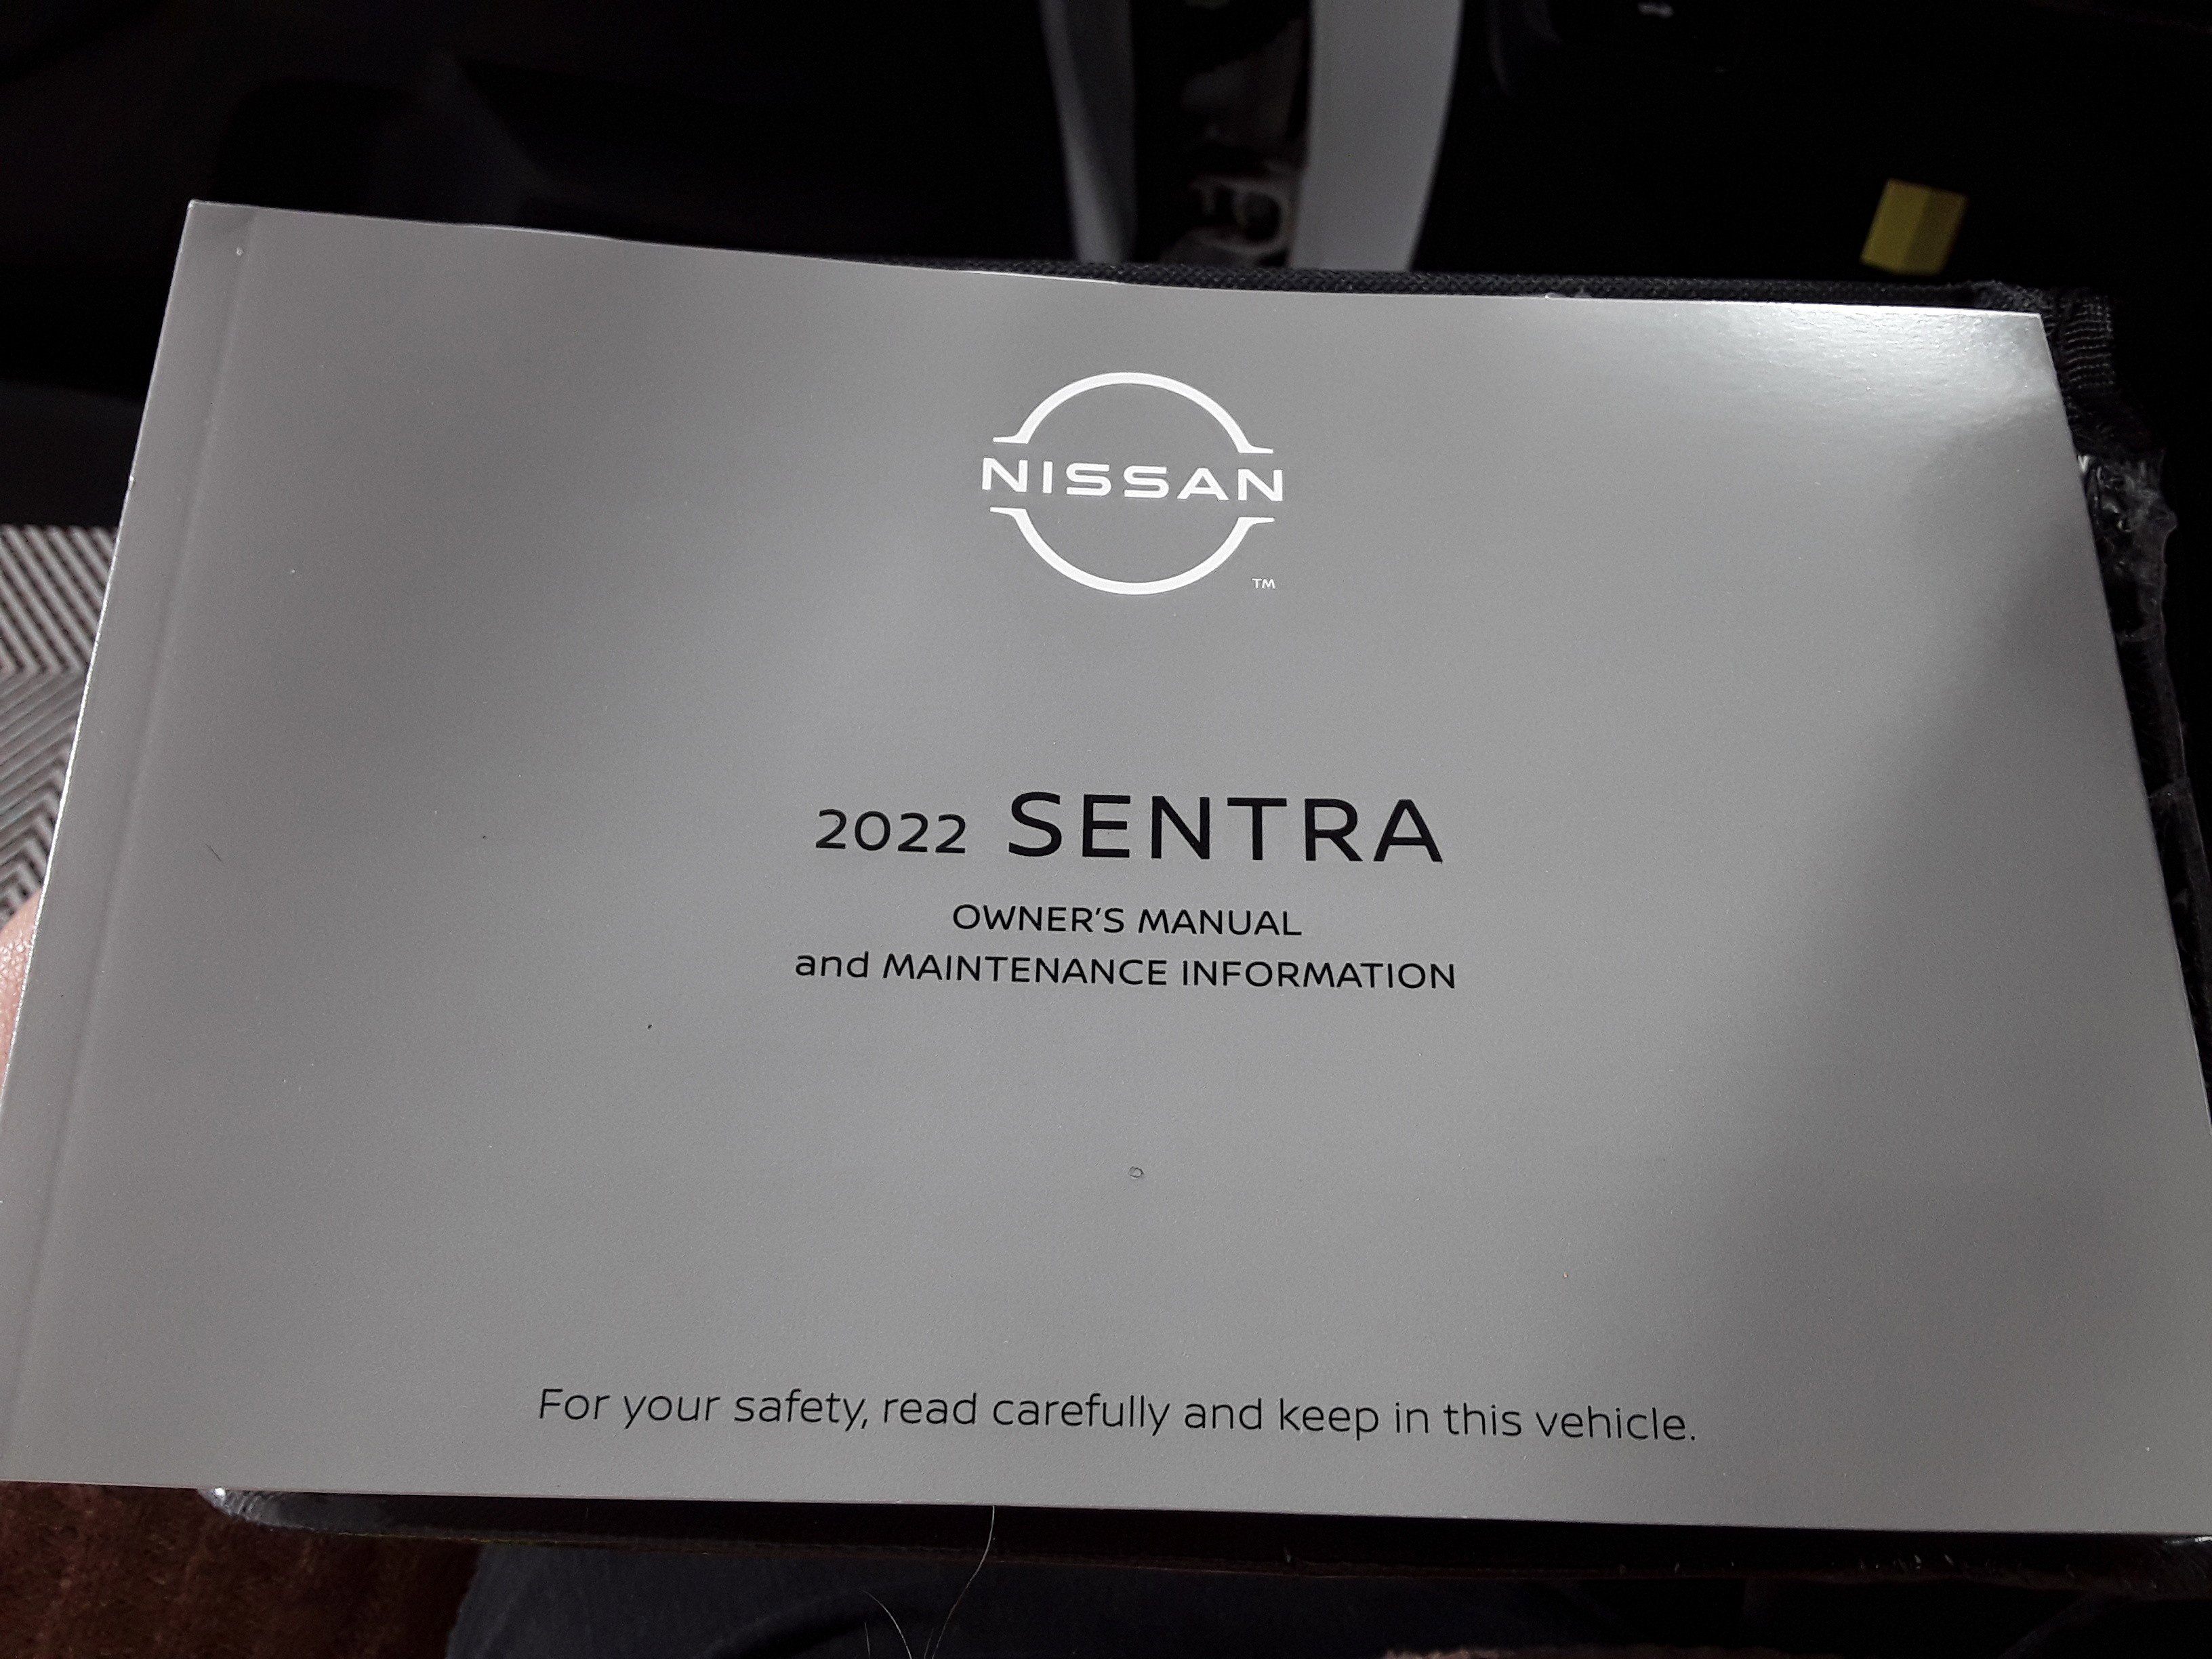 NISSAN
TM
2022 SENTRA
OWNER'S MANUAL
and MAINTENANCE INFORMATION
For your safety, read carefully and keep in this vehicle.